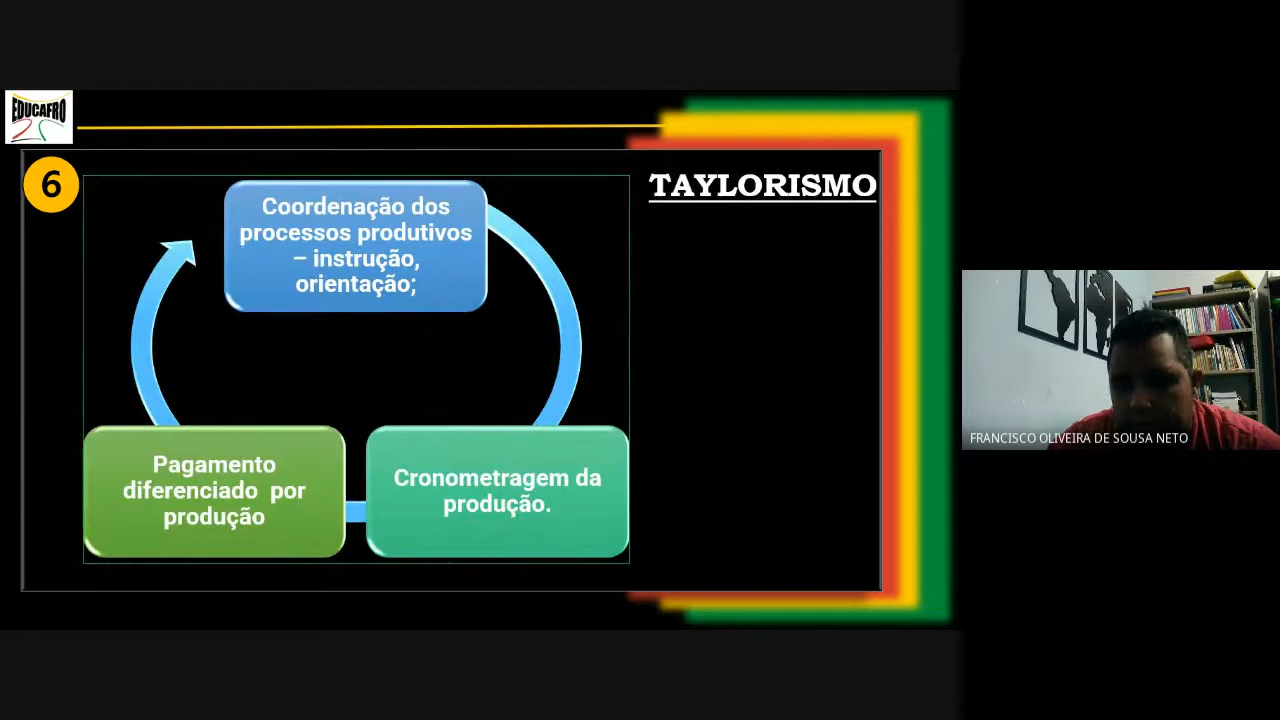 EDUCAFRO
6
TAYLORISMO
Coordenação dos
processos produtivos
– instrução,
orientação;
Pagamento
diferenciado por
produção
Cronometragem da
produção.
FRANCISCO OLIVEIRA DE SOUSA NETO